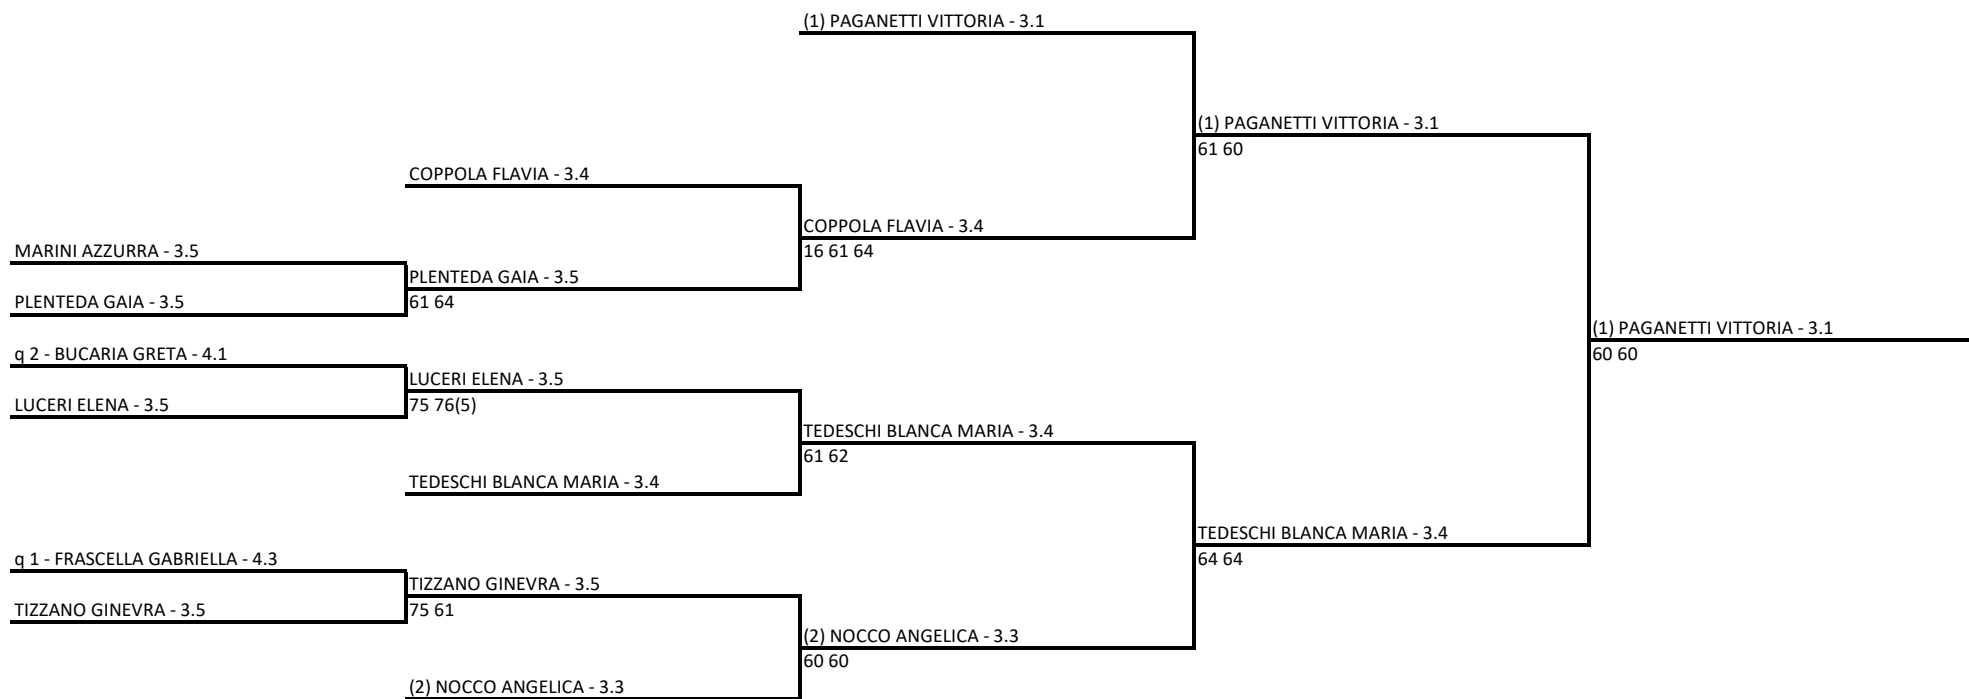 (1) PAGANETTI VITTORIA - 3.1
(1) PAGANETTI VITTORIA - 3.1
61 60
COPPOLA FLAVIA - 3.4
COPPOLA FLAVIA - 3.4
16 61 64
MARINI AZZURRA - 3.5
PLENTEDA GAIA - 3.5
61 64
PLENTEDA GAIA - 3.5
(1) PAGANETTI VITTORIA - 3.1
60 60
q 2 - BUCARIA GRETA - 4.1
LUCERI ELENA - 3.5
75 76(5)
LUCERI ELENA - 3.5
TEDESCHI BLANCA MARIA - 3.4
61 62
TEDESCHI BLANCA MARIA - 3.4
TEDESCHI BLANCA MARIA - 3.4
64 64
q 1 - FRASCELLA GABRIELLA - 4.3
TIZZANO GINEVRA - 3.5
75 61
TIZZANO GINEVRA - 3.5
(2) NOCCO ANGELICA - 3.3
60 60
(2) NOCCO ANGELICA - 3.3